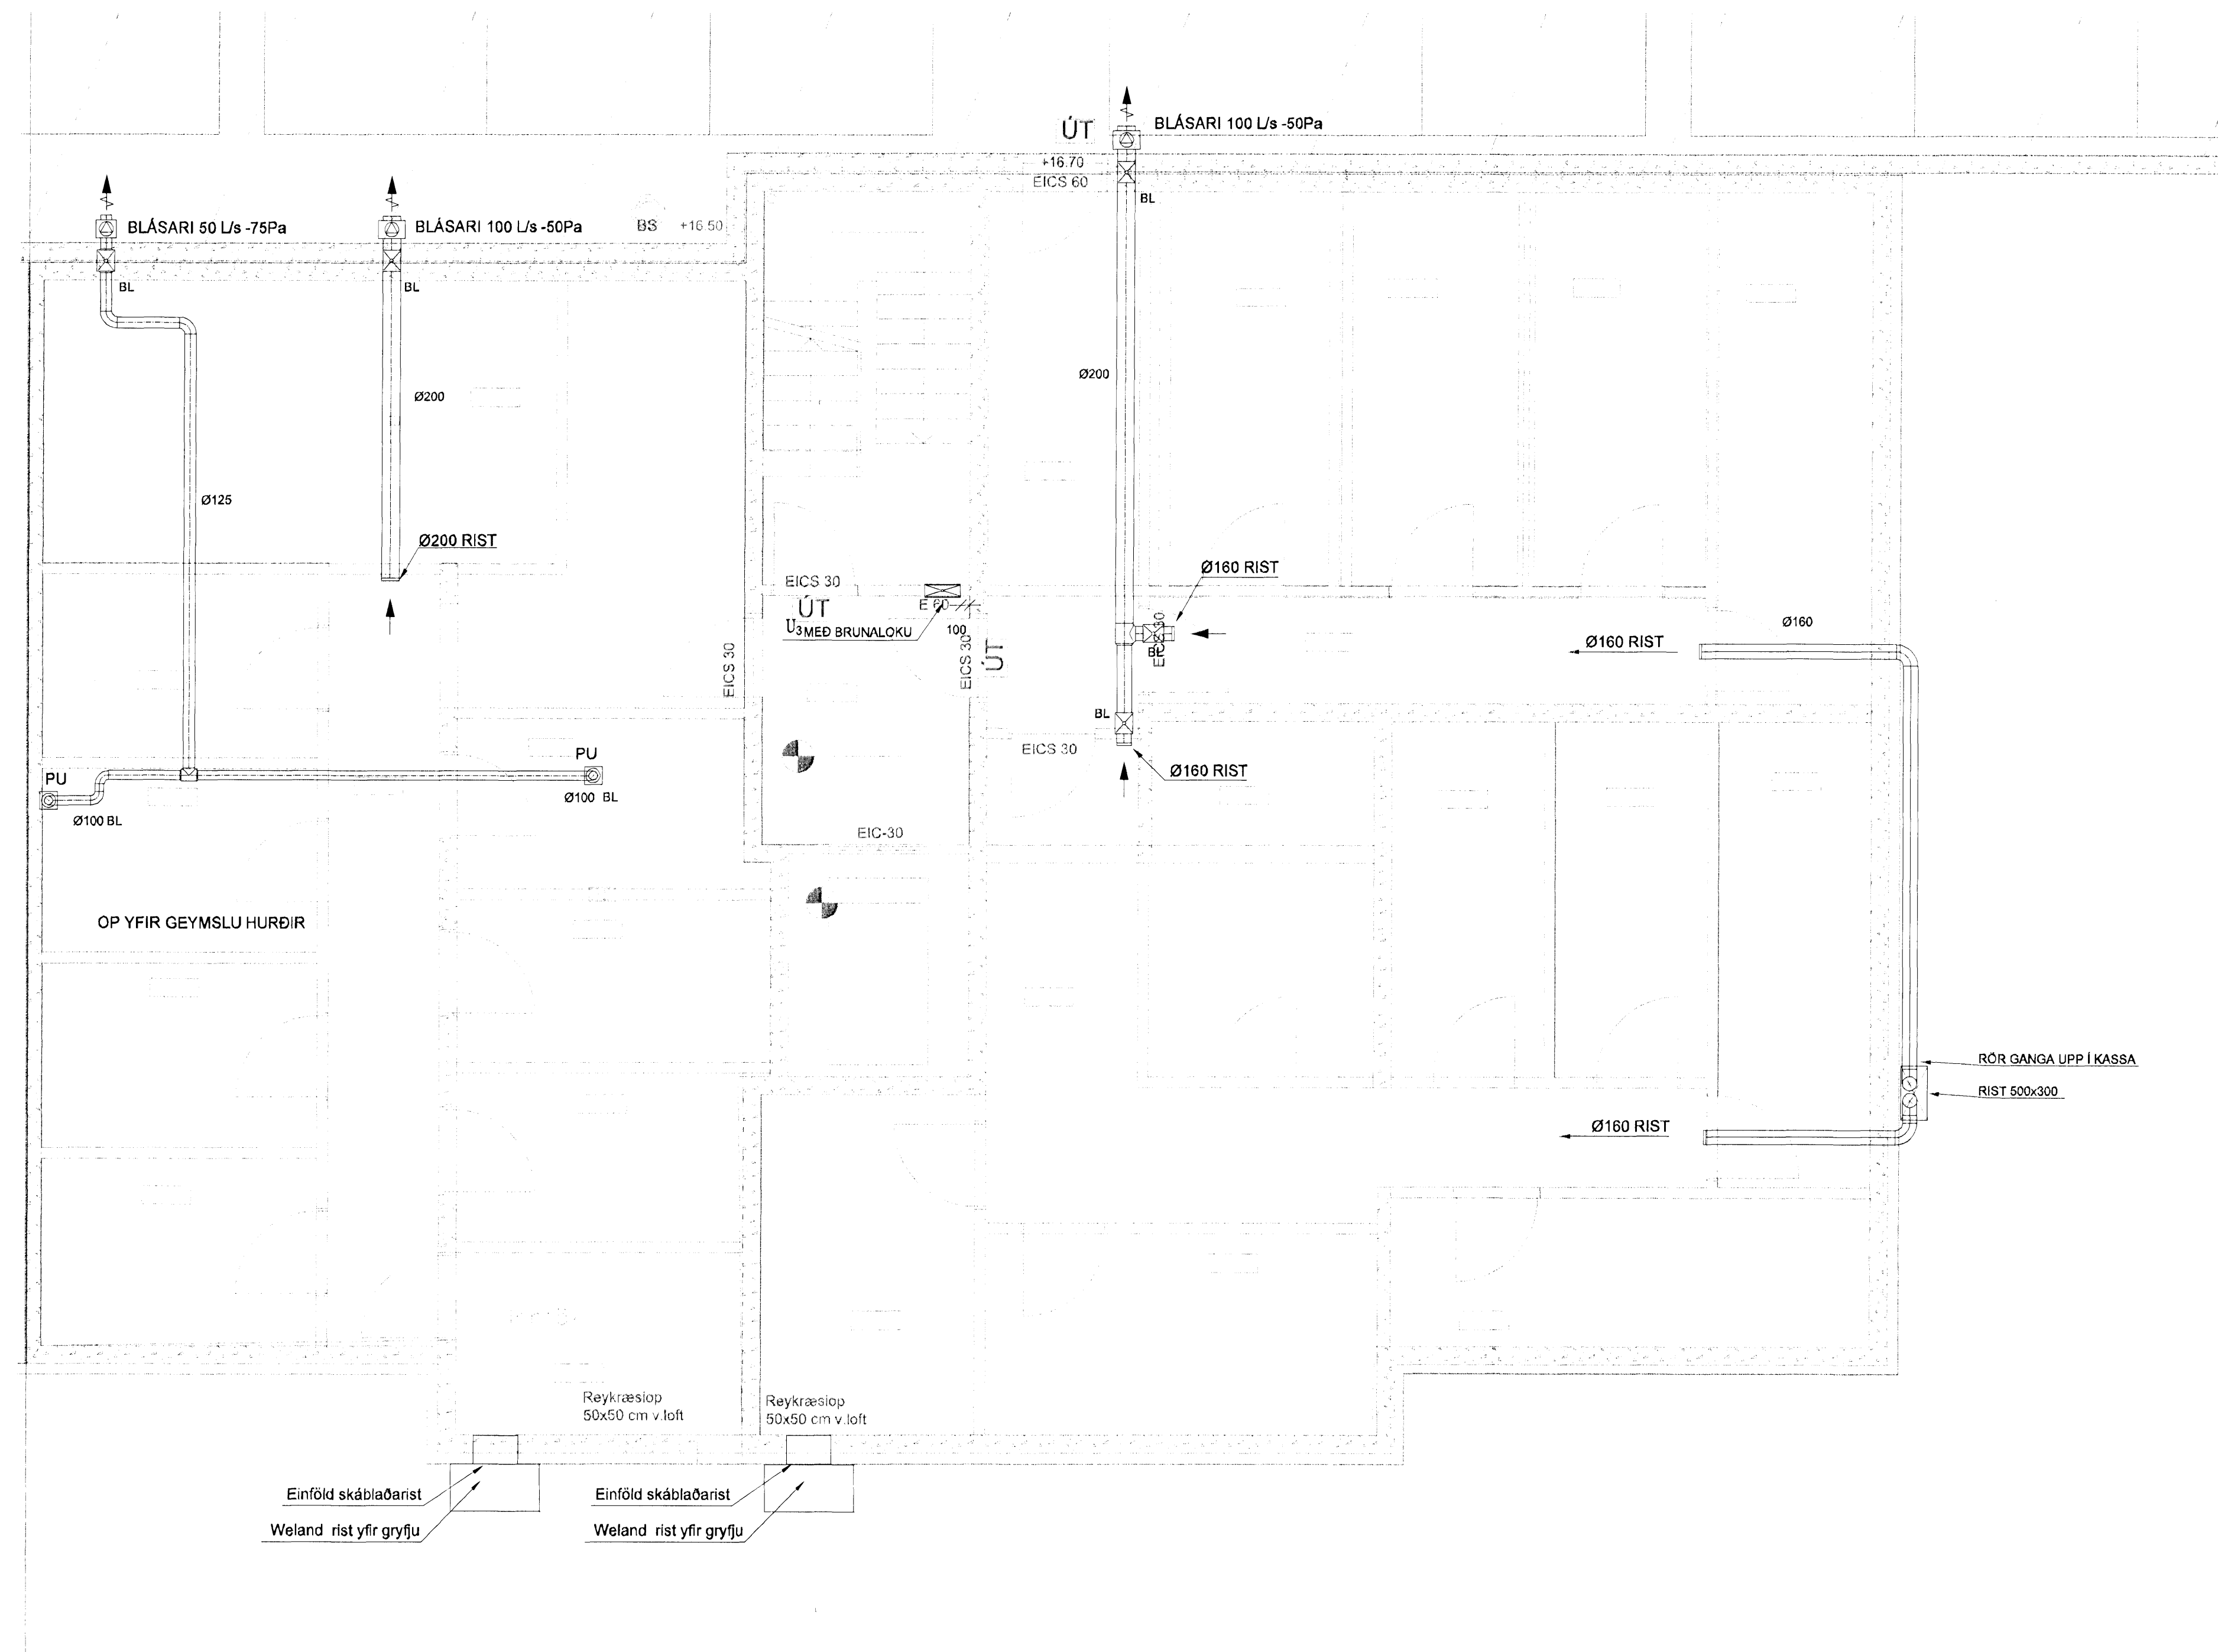 ÚT
BLÁSARI 100 L/s -50Pa
+16.70
EICS 60
BL
BLÁSARI 50 L/s -75Pa
BLÁSARI 100 L/s -50Pa
BS +16.50
BL
BL
Ø200
Ø200
Ø125
Ø200 RIST
Ø160 RIST
EICS 30
ÚT
E 60
U3 MEÐ BRUNALOKU
100
EICS 30
EICS 30
ÚT
EICS 30
BL
Ø160 RIST
Ø160
BL
EICS 30
Ø160 RIST
PU
PU
Ø100 BL
Ø100 BL
EIC-30
OP YFIR GEYMSLU HURÐIR
RÖR GANGA UPP Í KASSA
RIST 500x300
Ø160 RIST
Reykræsiop
50x50 cm v.loft
Reykræsiop
50x50 cm v.loft
Einföld skáblaðarist
Weland rist yfir gryfju
Einföld skáblaðarist
Weland rist yfir gryfju